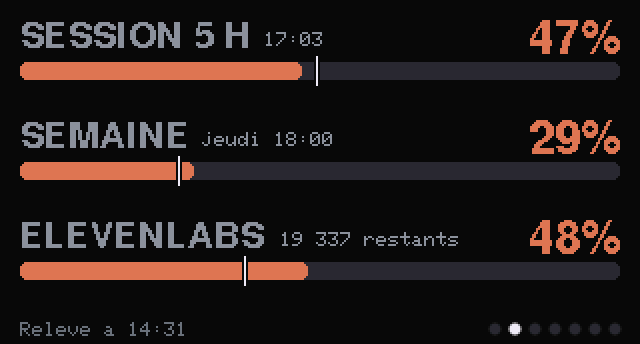 SESSION 5 H 17:03 47%
SEMAINE jeudi 18:00 29%
ELEVENLABS 19 337 restants 48%
Releve a 14:31